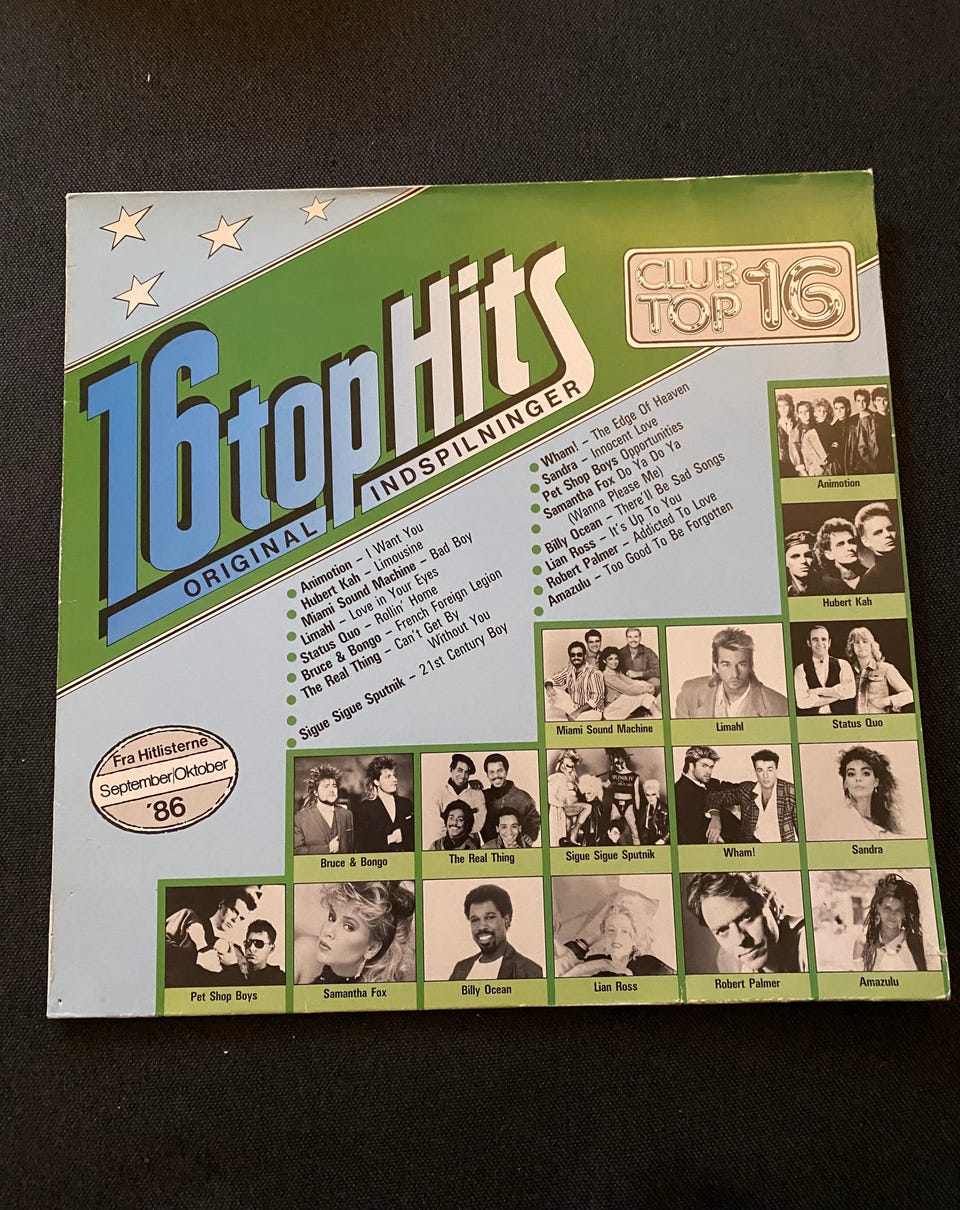 16 top Hits
ORIGINAL INDSPILNINGER
CLUB
TOP 16
Animotion – I Want You
Hubert Kah – Limousine
Miami Sound Machine – Bad Boy
Limahl – Love in Your Eyes
Status Quo – Rollin' Home
Bruce & Bongo – French Foreign Legion
The Real Thing – Can't Get By
Without You
Sigue Sigue Sputnik – 21st Century Boy
Wham! – The Edge Of Heaven
Sandra – Innocent Love
Pet Shop Boys Opportunities
Samantha Fox Do Ya Do Ya
(Wanna Please Me)
Billy Ocean – There'll Be Sad Songs
Lian Ross – It's Up To You
Robert Palmer – Addicted To Love
Amazulu – Too Good To Be Forgotten
Fra Hitlisterne
September/Oktober
'86
Animotion
Hubert Kah
Miami Sound Machine
Limahl
Status Quo
Bruce & Bongo
The Real Thing
Sigue Sigue Sputnik
Wham!
Sandra
Pet Shop Boys
Samantha Fox
Billy Ocean
Lian Ross
Robert Palmer
Amazulu